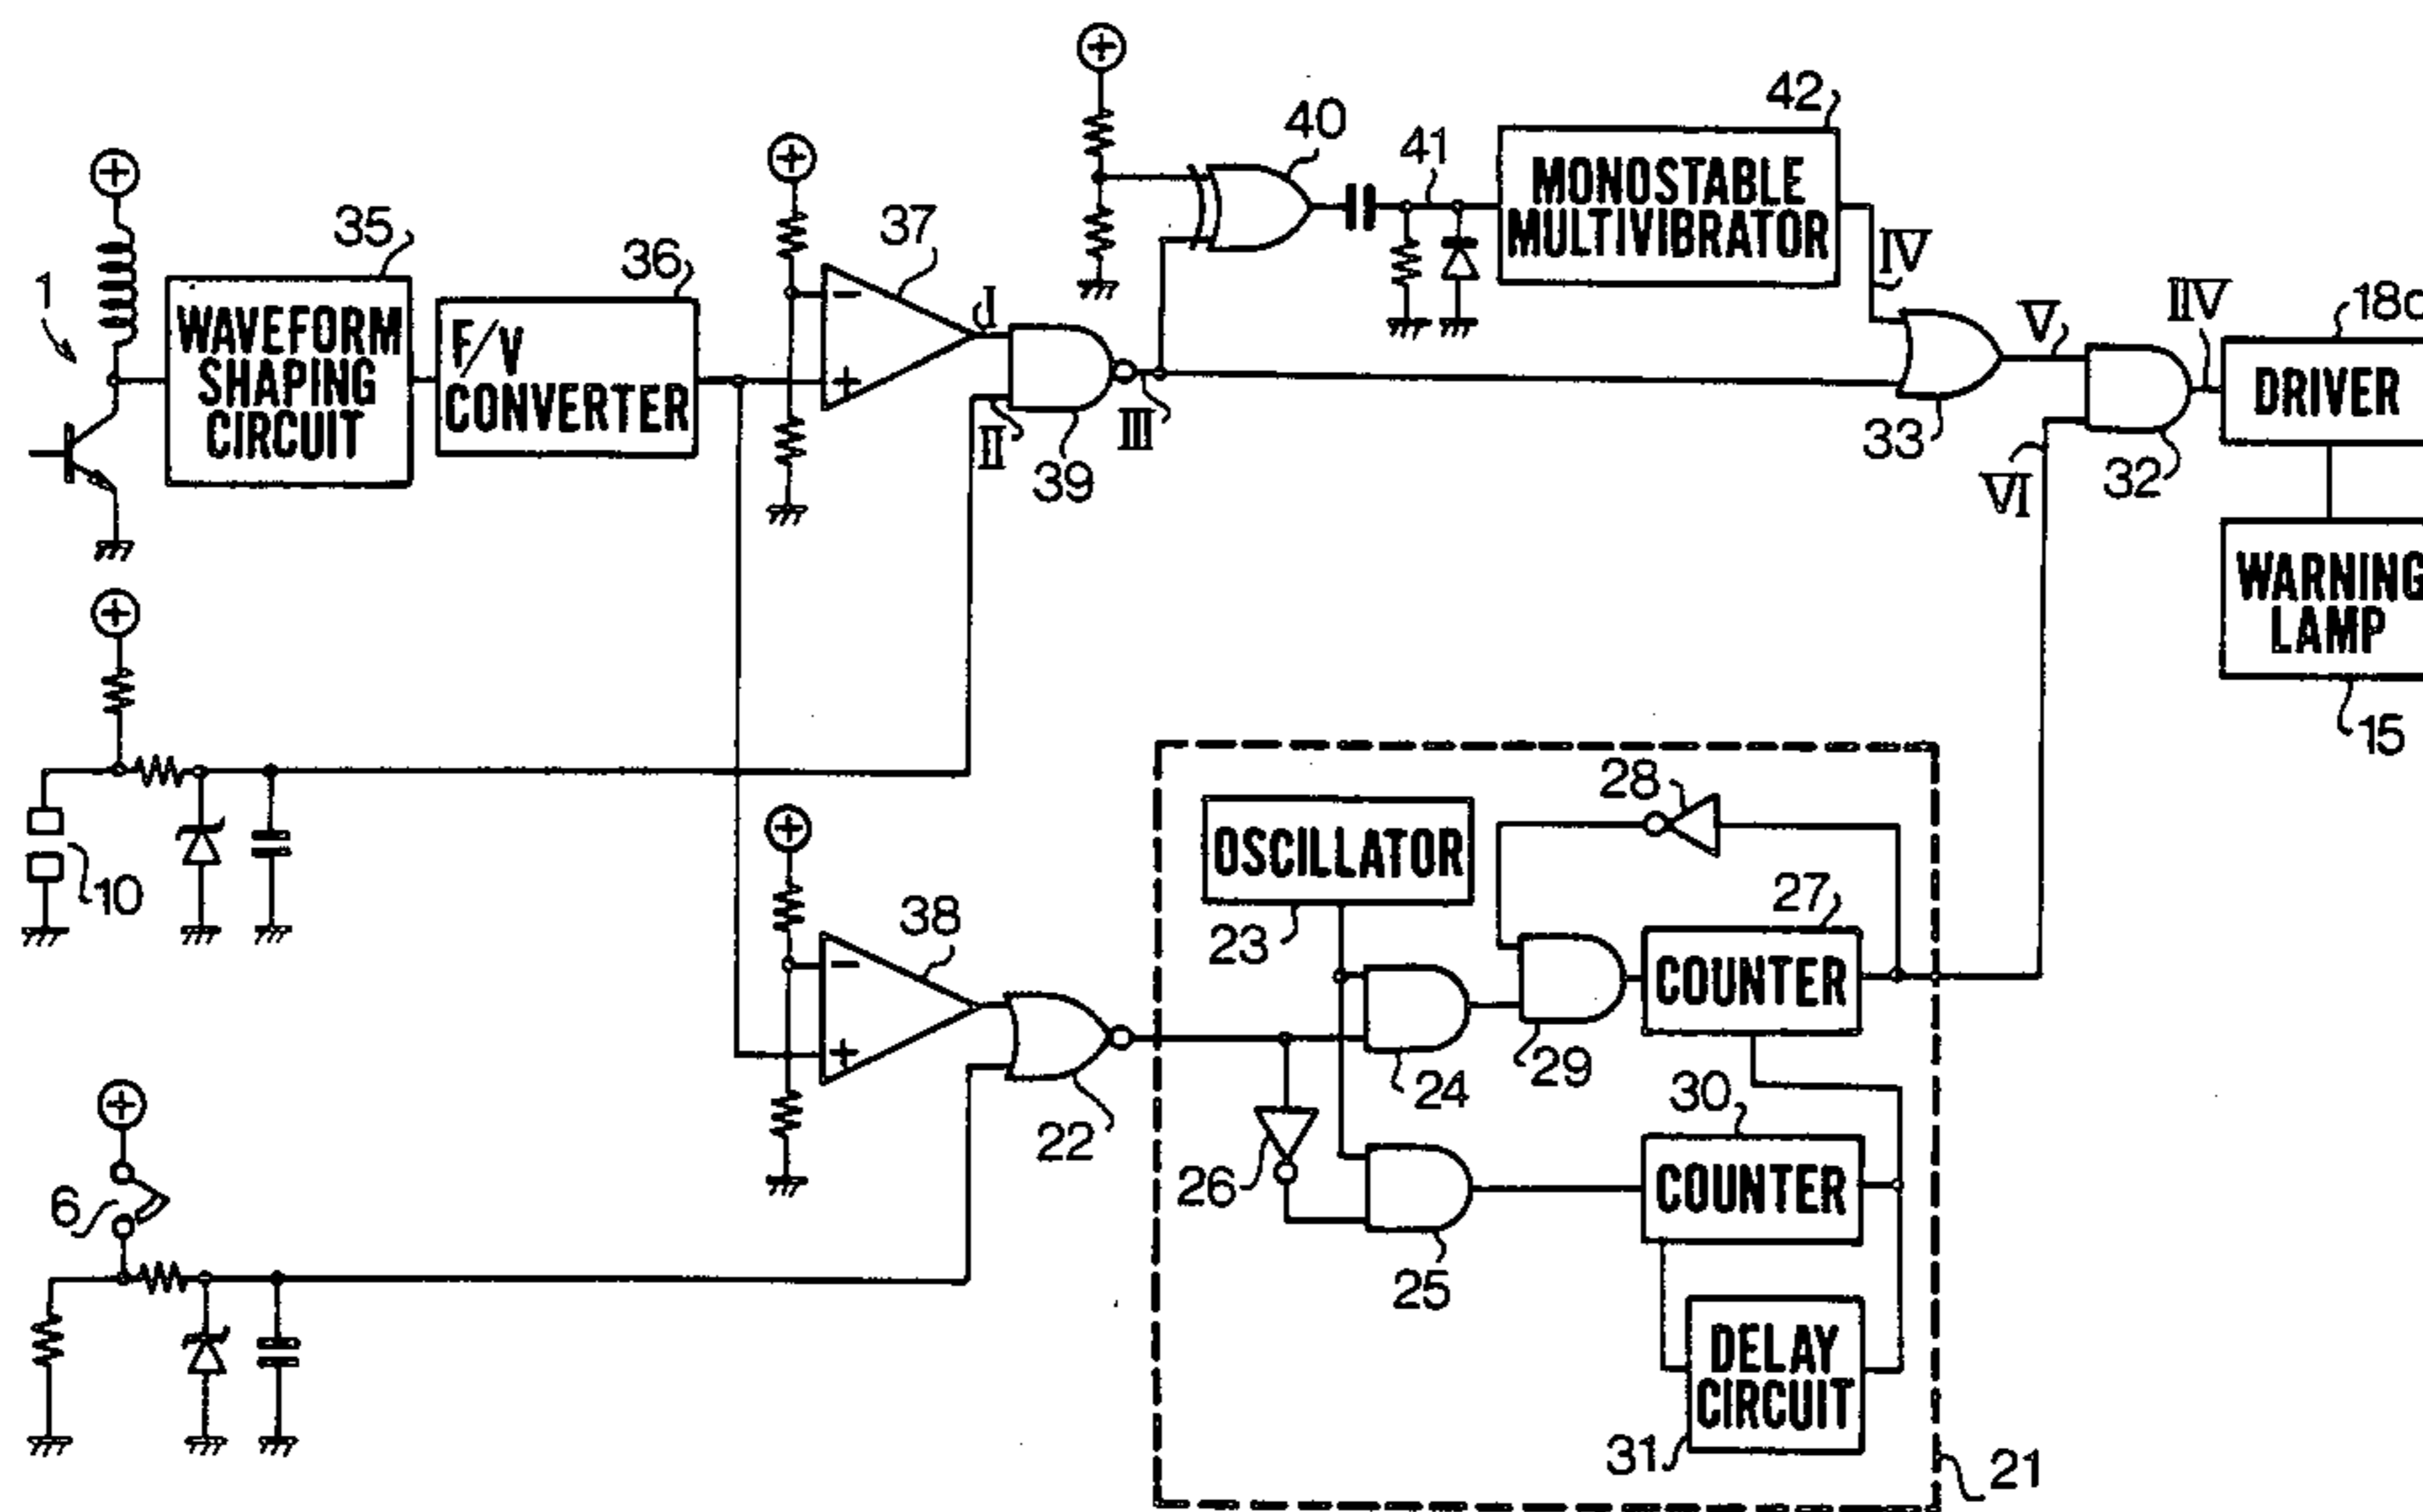 42
40
41
MONOSTABLE
MULTIVIBRATOR
IV
1
35
WAVEFORM
SHAPING
CIRCUIT
36
F/V
CONVERTER
37
−
+
I
II
39
III
33
V
VI
32
IIV
18c
DRIVER
WARNING
LAMP
15
10
38
−
+
22
OSCILLATOR
23
28
27
COUNTER
24
29
30
COUNTER
26
25
DELAY
CIRCUIT
31
21
6